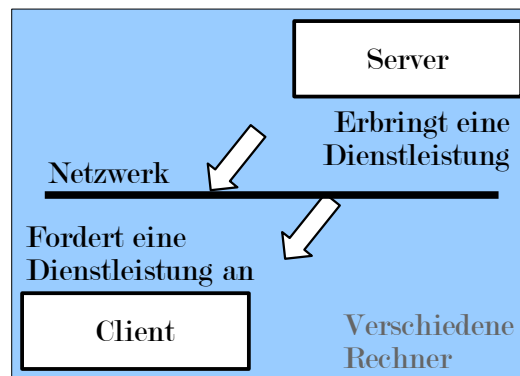 Server
Erbringt eine
Dienstleistung
Netzwerk
Fordert eine
Dienstleistung an
Client
Verschiedene
Rechner